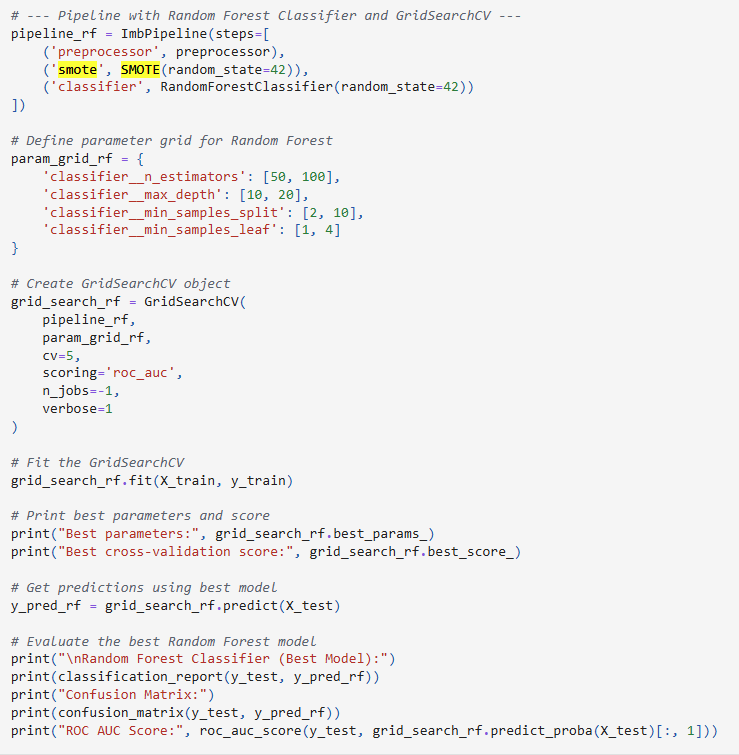 # --- Pipeline with Random Forest Classifier and GridSearchCV ---
pipeline_rf = ImbPipeline(steps=[
    ('preprocessor', preprocessor),
    ('smote', SMOTE(random_state=42)),
    ('classifier', RandomForestClassifier(random_state=42))
])

# Define parameter grid for Random Forest
param_grid_rf = {
    'classifier__n_estimators': [50, 100],
    'classifier__max_depth': [10, 20],
    'classifier__min_samples_split': [2, 10],
    'classifier__min_samples_leaf': [1, 4]
}

# Create GridSearchCV object
grid_search_rf = GridSearchCV(
    pipeline_rf,
    param_grid_rf,
    cv=5,
    scoring='roc_auc',
    n_jobs=-1,
    verbose=1
)

# Fit the GridSearchCV
grid_search_rf.fit(X_train, y_train)

# Print best parameters and score
print("Best parameters:", grid_search_rf.best_params_)
print("Best cross-validation score:", grid_search_rf.best_score_)

# Get predictions using best model
y_pred_rf = grid_search_rf.predict(X_test)

# Evaluate the best Random Forest model
print("\nRandom Forest Classifier (Best Model):")
print(classification_report(y_test, y_pred_rf))
print("Confusion Matrix:")
print(confusion_matrix(y_test, y_pred_rf))
print("ROC AUC Score:", roc_auc_score(y_test, grid_search_rf.predict_proba(X_test)[:, 1]))